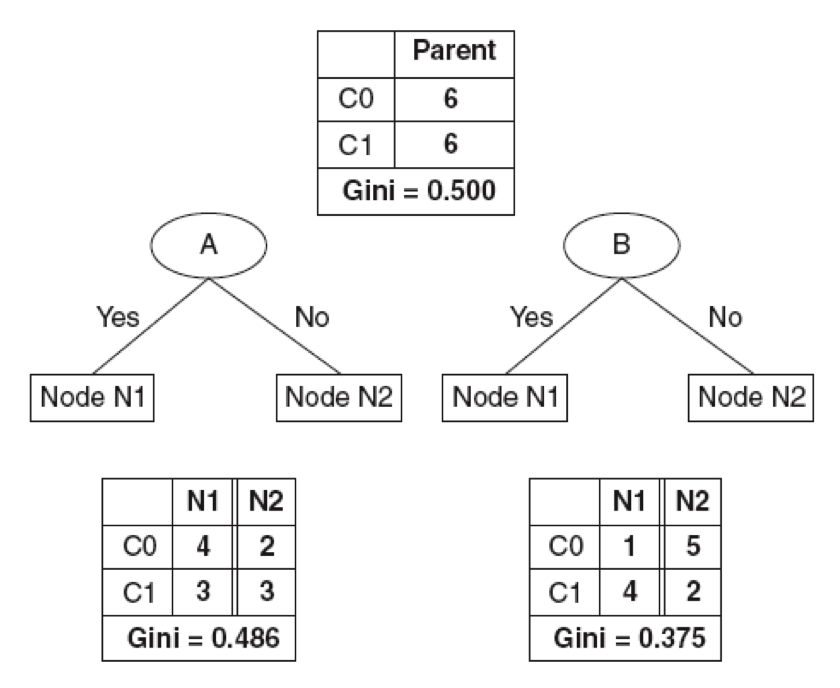 Parent
C0 6
C1 6
Gini = 0.500
A B
Yes No Yes No
Node N1 Node N2 Node N1 Node N2
N1 N2 N1 N2
C0 4 2 C0 1 5
C1 3 3 C1 4 2
Gini = 0.486 Gini = 0.375